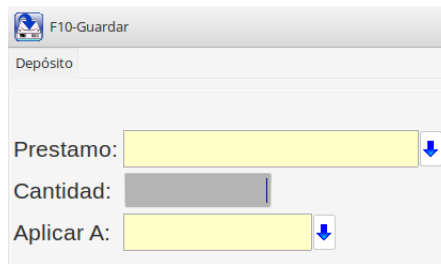 F10-Guardar
Depósito
Prestamo:
Cantidad:
Aplicar A: